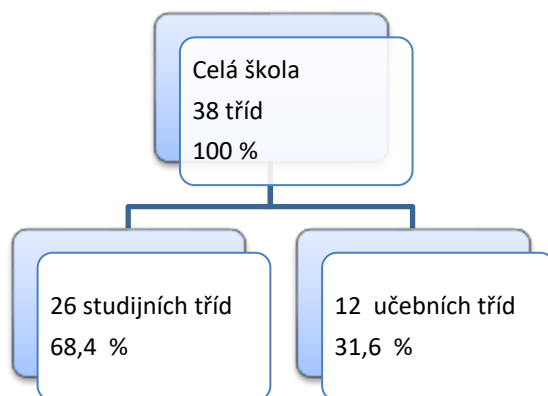 Celá škola
38 tříd
100 %
26 studijních tříd
68,4 %
12 učebních tříd
31,6 %